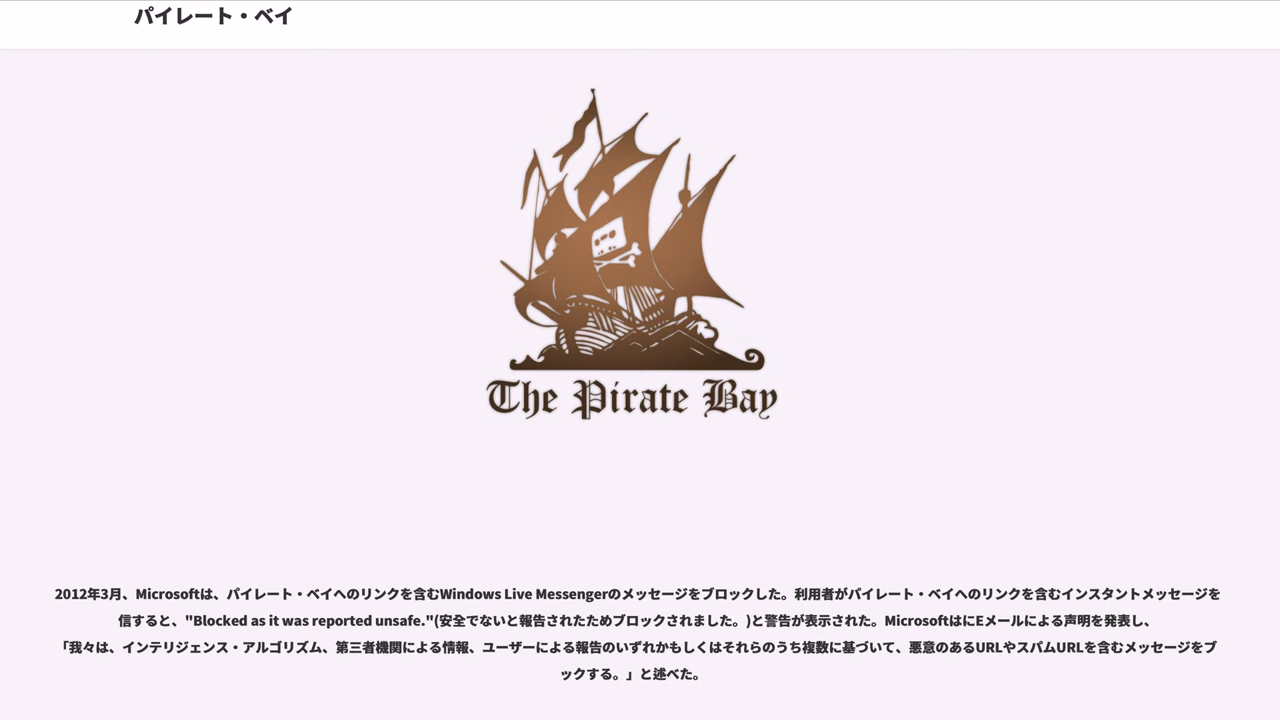 パイレート・ベイ
The Pirate Bay
2012年3月、Microsoftは、パイレート・ベイへのリンクを含むWindows Live Messengerのメッセージをブロックした。利用者がパイレート・ベイへのリンクを含むインスタントメッセージを
信すると、"Blocked as it was reported unsafe."(安全でないと報告されたためブロックされました。)と警告が表示された。MicrosoftはにEメールによる声明を発表し、
「我々は、インテリジェンス・アルゴリズム、第三者機関による情報、ユーザーによる報告のいずれかもしくはそれらのうち複数に基づいて、悪意のあるURLやスパムURLを含むメッセージをブ
ックする。」と述べた。